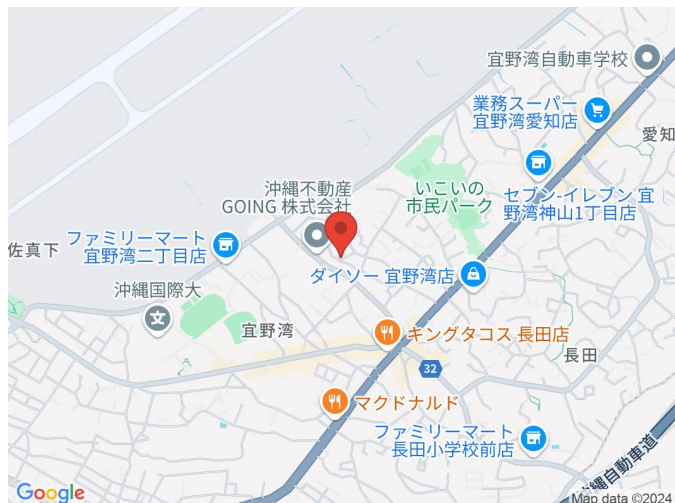 宜野湾自動車学校
業務スーパー
宜野湾愛知店
愛知
沖縄不動産
GOING 株式会社
いこいの
市民パーク
セブン-イレブン 宜
野湾神山1丁目店
佐真下
ファミリーマート
宜野湾二丁目店
ダイソー 宜野湾店
沖縄国際大
文
宜野湾
キングタコス 長田店
長田
32
マクドナルド
ファミリーマート
長田小学校前店
沖縄自動車道
Google
Map data ©2024